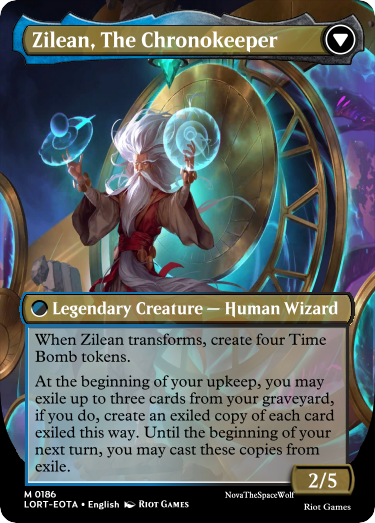 Zilean, The Chronokeeper
Legendary Creature — Human Wizard
When Zilean transforms, create four Time
Bomb tokens.
At the beginning of your upkeep, you may
exile up to three cards from your graveyard,
if you do, create an exiled copy of each card
exiled this way. Until the beginning of your
next turn, you may cast these copies from
exile.
2/5
M 0186
LORT-EOTA • English Riot Games
NovaTheSpaceWolf
Riot Games